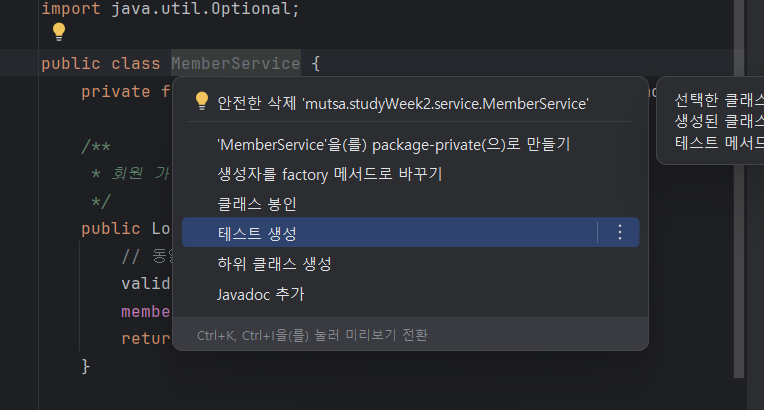 import java.util.Optional;
public class MemberService {
private f
/**
* 회원 가
*/
public Lo
// 동일
valid
membe
retur
}
안전한 삭제 'mutsa.studyWeek2.service.MemberService'
'MemberService'을(를) package-private(으)로 만들기
생성자를 factory 메서드로 바꾸기
클래스 봉인
테스트 생성
하위 클래스 생성
Javadoc 추가
Ctrl+K, Ctrl+I을(를) 눌러 미리보기 전환
선택한 클래스
생성된 클래스
테스트 메서드